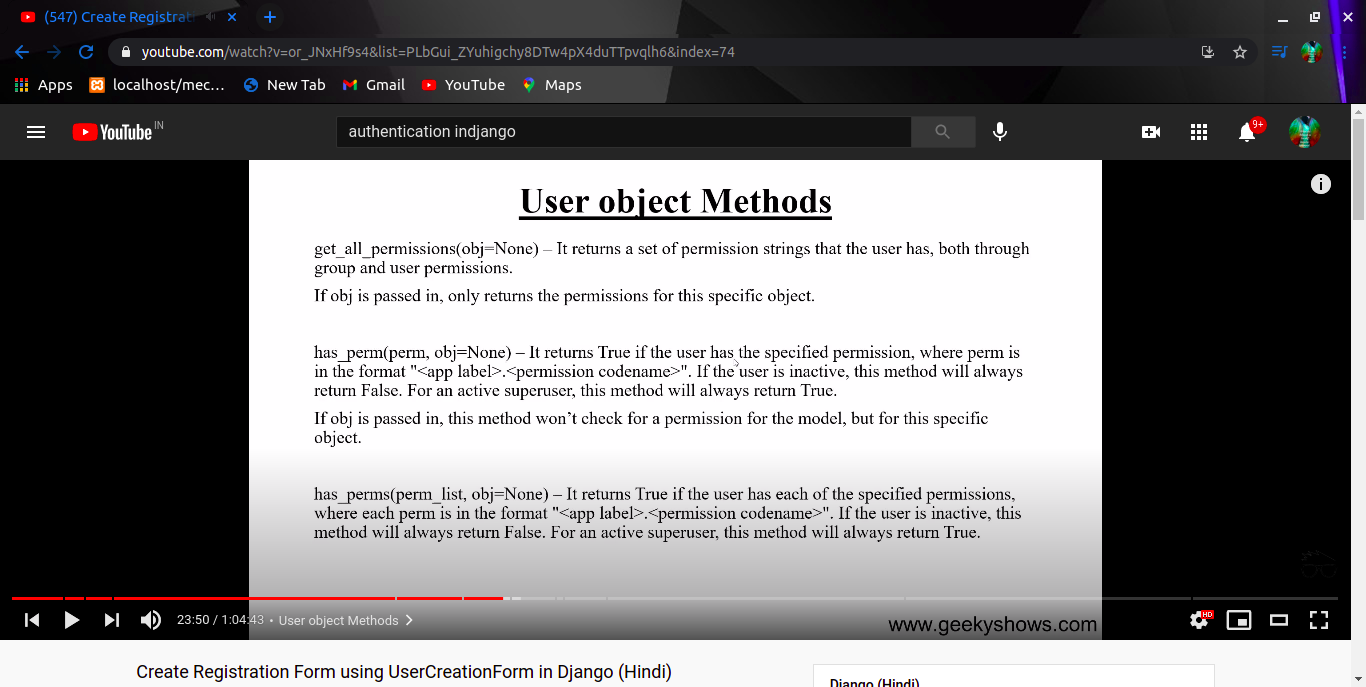 (547) Create Registrat
youtube.com/watch?v=or_JNxHf9s4&list=PLbGui_ZYuhigchy8DTw4pX4duTTpvqlh6&index=74
Apps localhost/mec... New Tab Gmail YouTube Maps
YouTube IN authentication indjango 9+
User object Methods
get_all_permissions(obj=None) – It returns a set of permission strings that the user has, both through
group and user permissions.
If obj is passed in, only returns the permissions for this specific object.
has_perm(perm, obj=None) – It returns True if the user has the specified permission, where perm is
in the format "<app label>.<permission codename>". If the user is inactive, this method will always
return False. For an active superuser, this method will always return True.
If obj is passed in, this method won’t check for a permission for the model, but for this specific
object.
has_perms(perm_list, obj=None) – It returns True if the user has each of the specified permissions,
where each perm is in the format "<app label>.<permission codename>". If the user is inactive, this
method will always return False. For an active superuser, this method will always return True.
23:50 / 1:04:43 • User object Methods HD
www.geekyshows.com
Create Registration Form using UserCreationForm in Django (Hindi)
Django (Hindi)